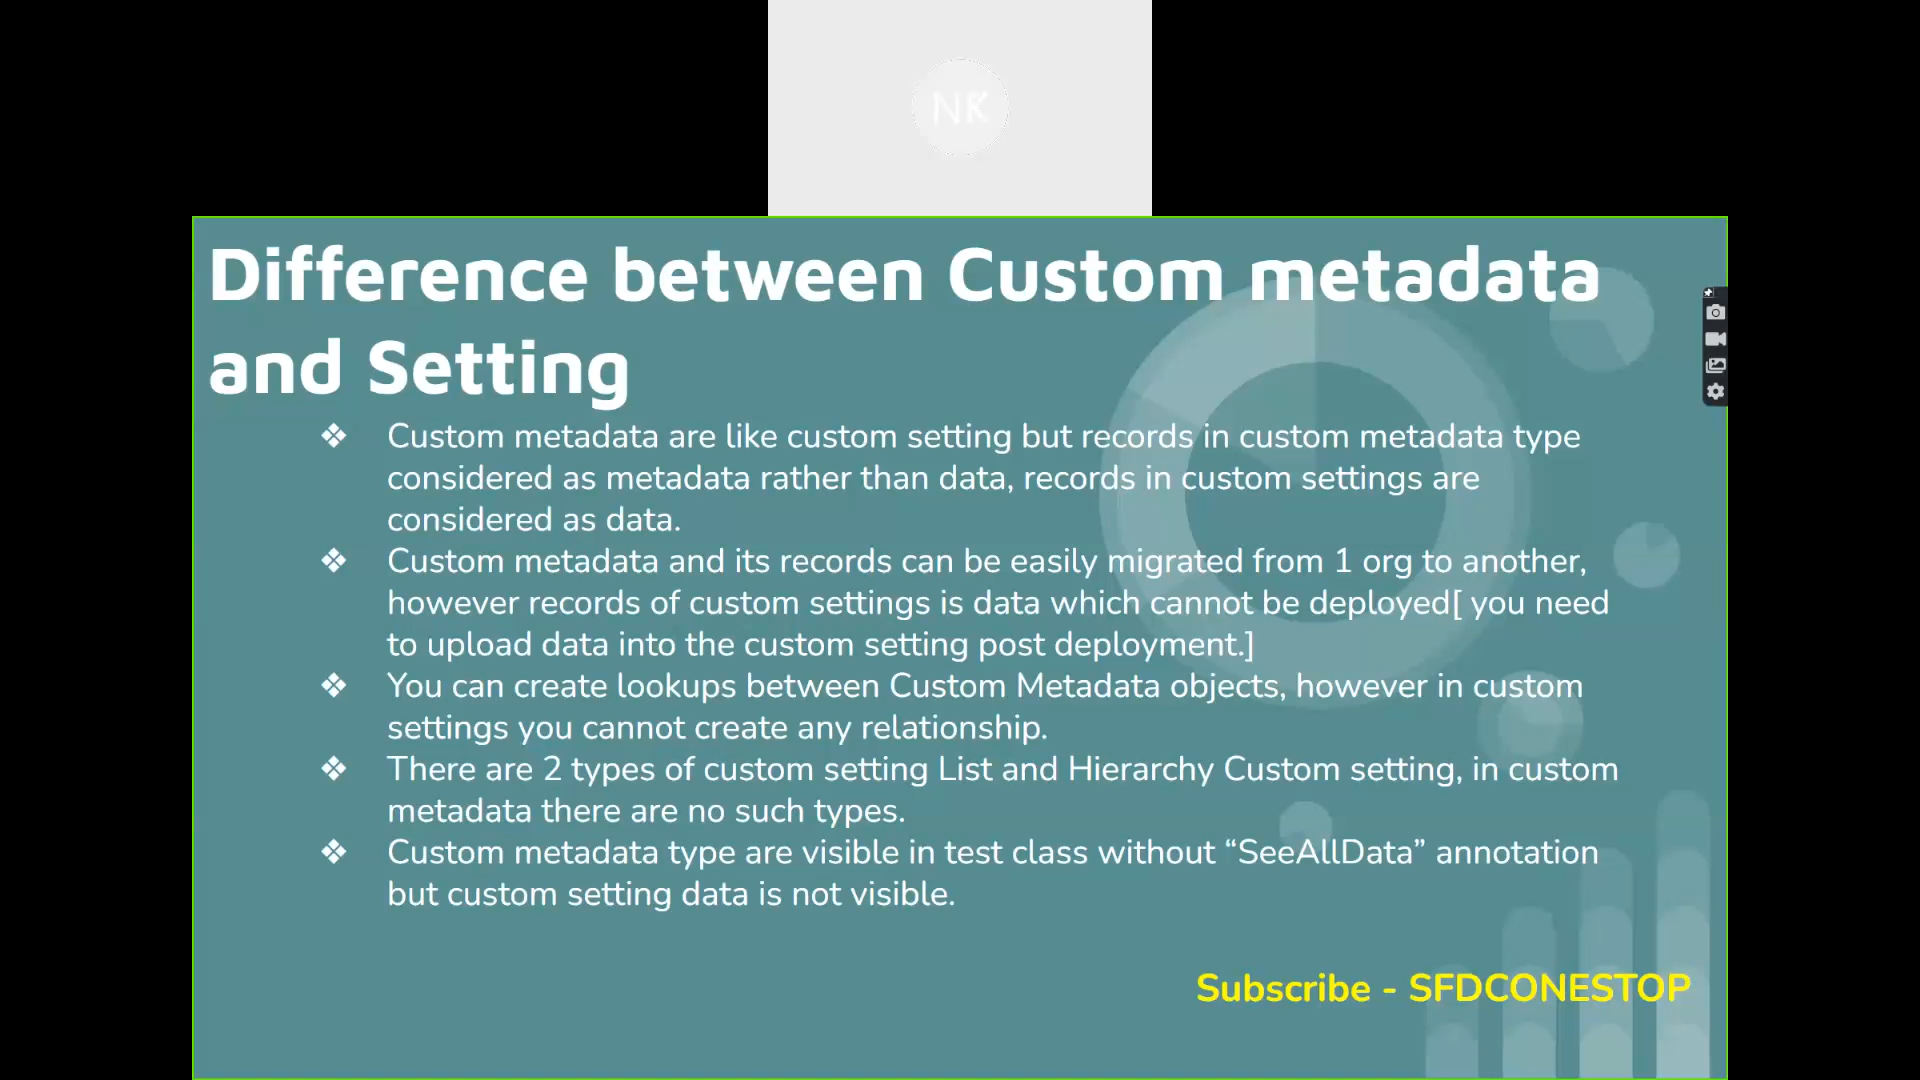 NK
Difference between Custom metadata
and Setting
❖ Custom metadata are like custom setting but records in custom metadata type
considered as metadata rather than data, records in custom settings are
considered as data.
❖ Custom metadata and its records can be easily migrated from 1 org to another,
however records of custom settings is data which cannot be deployed[ you need
to upload data into the custom setting post deployment.]
❖ You can create lookups between Custom Metadata objects, however in custom
settings you cannot create any relationship.
❖ There are 2 types of custom setting List and Hierarchy Custom setting, in custom
metadata there are no such types.
❖ Custom metadata type are visible in test class without “SeeAllData” annotation
but custom setting data is not visible.
Subscribe - SFDCONESTOP